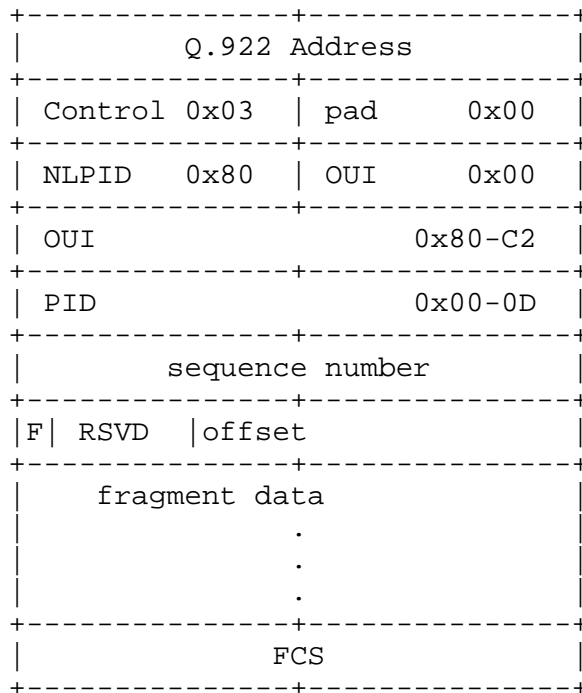 +---------------+---------------+
|         Q.922 Address         |
+---------------+---------------+
| Control 0x03  | pad      0x00 |
+---------------+---------------+
| NLPID   0x80  | OUI      0x00 |
+---------------+---------------+
| OUI                   0x80-C2 |
+---------------+---------------+
| PID                   0x00-0D |
+---------------+---------------+
|        sequence number        |
+---------------+---------------+
|F| RSVD  |offset               |
+---------------+---------------+
|     fragment data             |
|               .               |
|               .               |
|               .               |
+---------------+---------------+
|              FCS              |
+---------------+---------------+